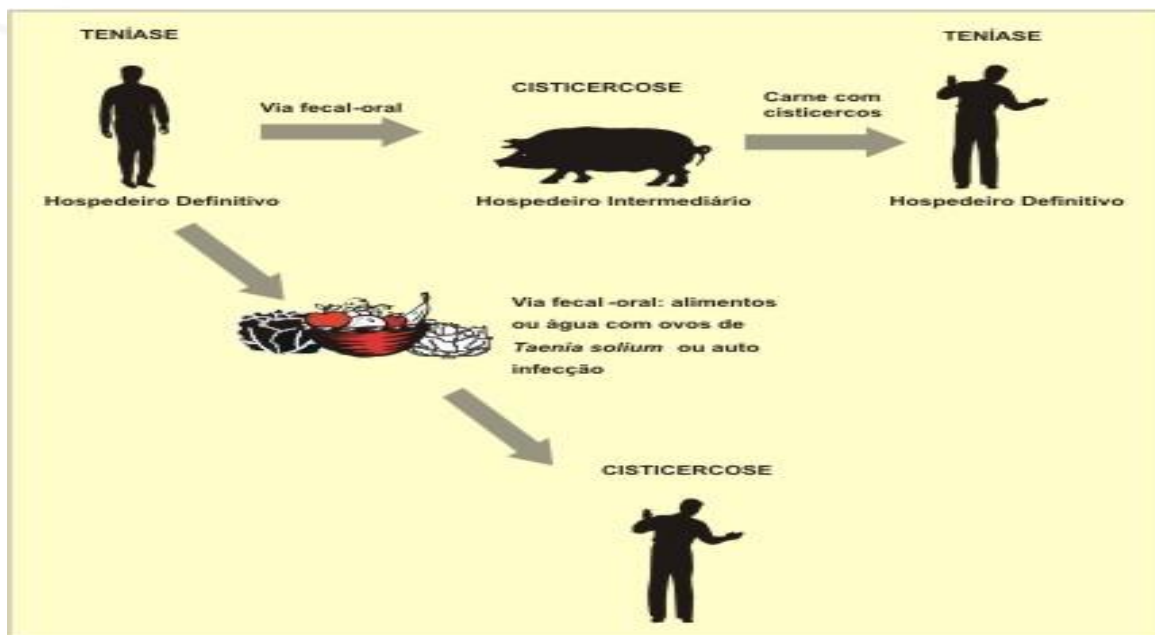 TENÍASE
Via fecal-oral
Hospedeiro Definitivo
CISTICERCOSE
Hospedeiro Intermediário
Carne com
cisticercos
TENÍASE
Hospedeiro Definitivo
Via fecal -oral: alimentos
ou água com ovos de
Taenia solium ou auto
infecção
CISTICERCOSE